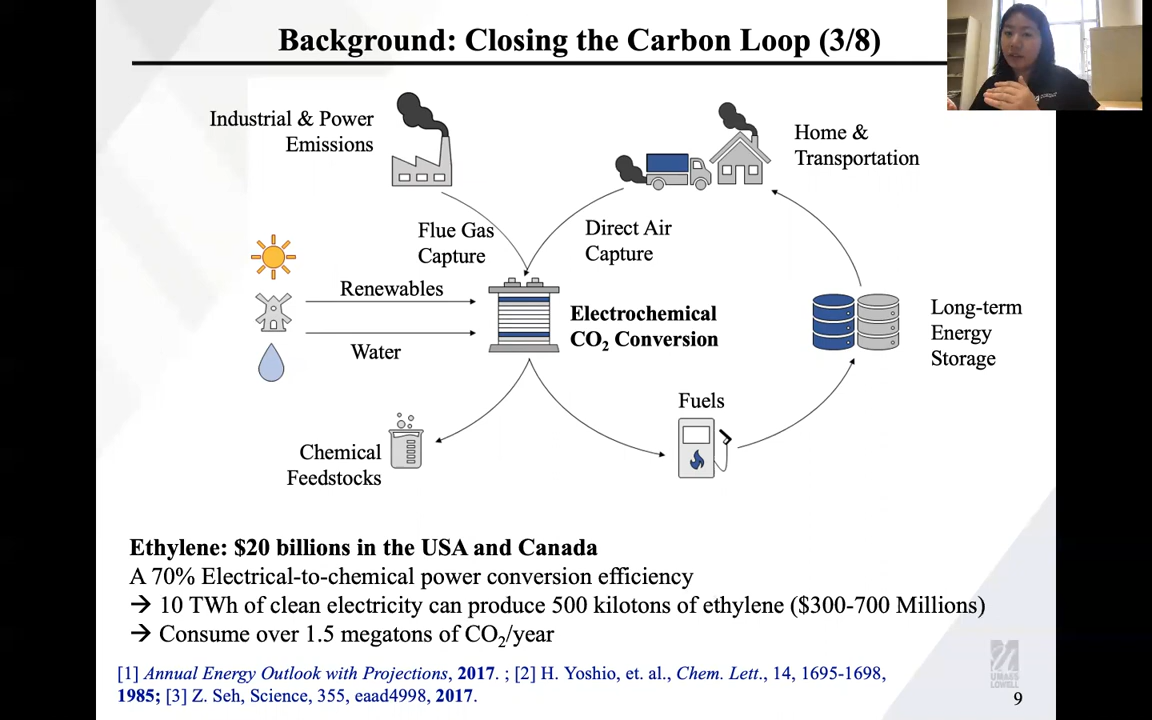 Background: Closing the Carbon Loop (3/8)
Industrial & Power
Emissions
Home &
Transportation
Flue Gas
Capture
Direct Air
Capture
Renewables
Water
Electrochemical
CO₂ Conversion
Long-term
Energy
Storage
Fuels
Chemical
Feedstocks
Ethylene: $20 billions in the USA and Canada
A 70% Electrical-to-chemical power conversion efficiency
→ 10 TWh of clean electricity can produce 500 kilotons of ethylene ($300-700 Millions)
→ Consume over 1.5 megatons of CO₂/year
[1] Annual Energy Outlook with Projections, 2017. ; [2] H. Yoshio, et. al., Chem. Lett., 14, 1695-1698,
1985; [3] Z. Seh, Science, 355, eaad4998, 2017.
UMASS
LOWELL
9